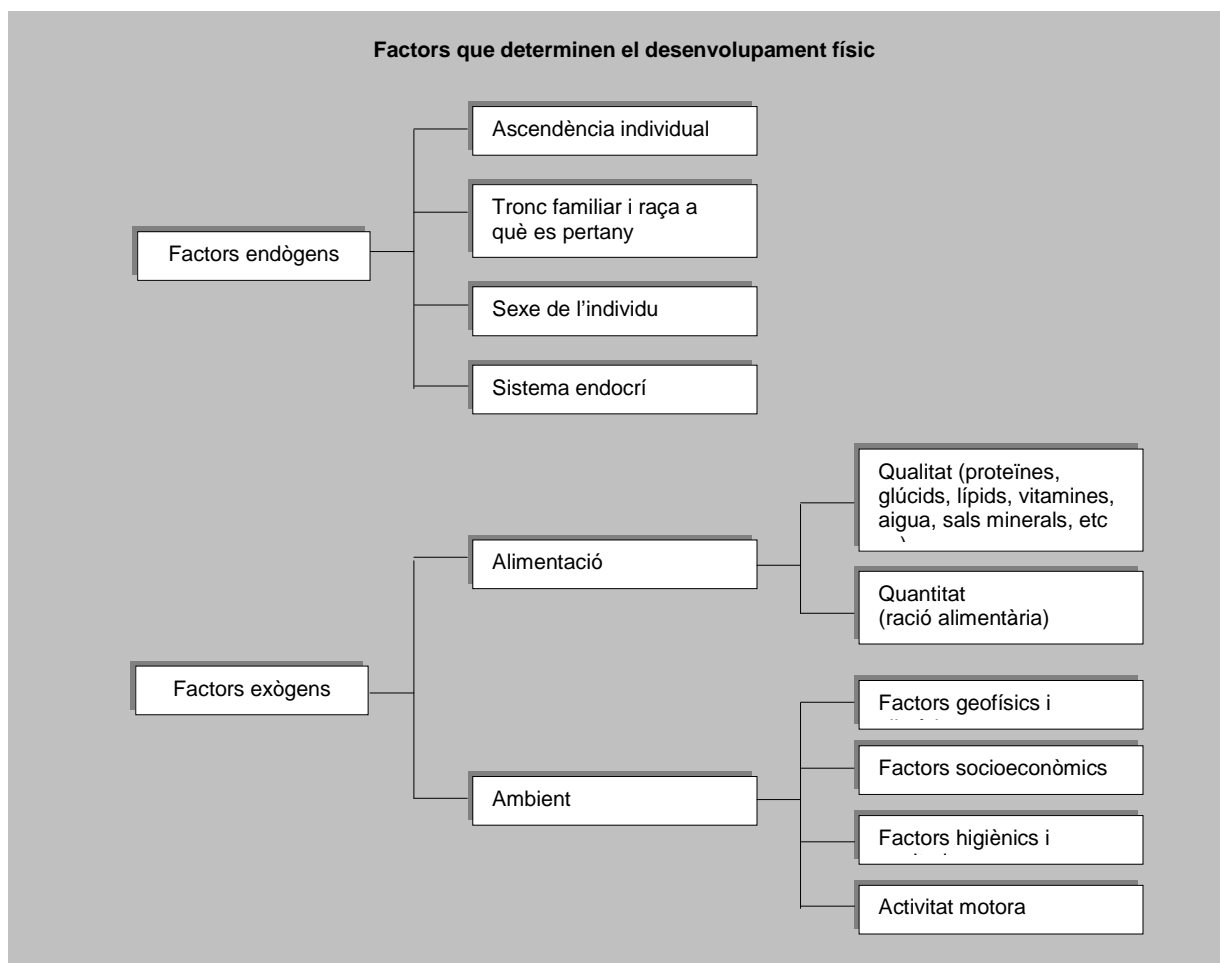 Factors que determinen el desenvolupament físic
Ascendència individual
Tronc familiar i raça a
què es pertany
Factors endògens
Sexe de l’individu
Sistema endocrí
Qualitat (proteïnes,
glúcids, lípids, vitamines,
aigua, sals minerals, etc
Alimentació
Quantitat
(ració alimentària)
Factors exògens
Factors geofísics i
Factors socioeconòmics
Ambient
Factors higiènics i
Activitat motora